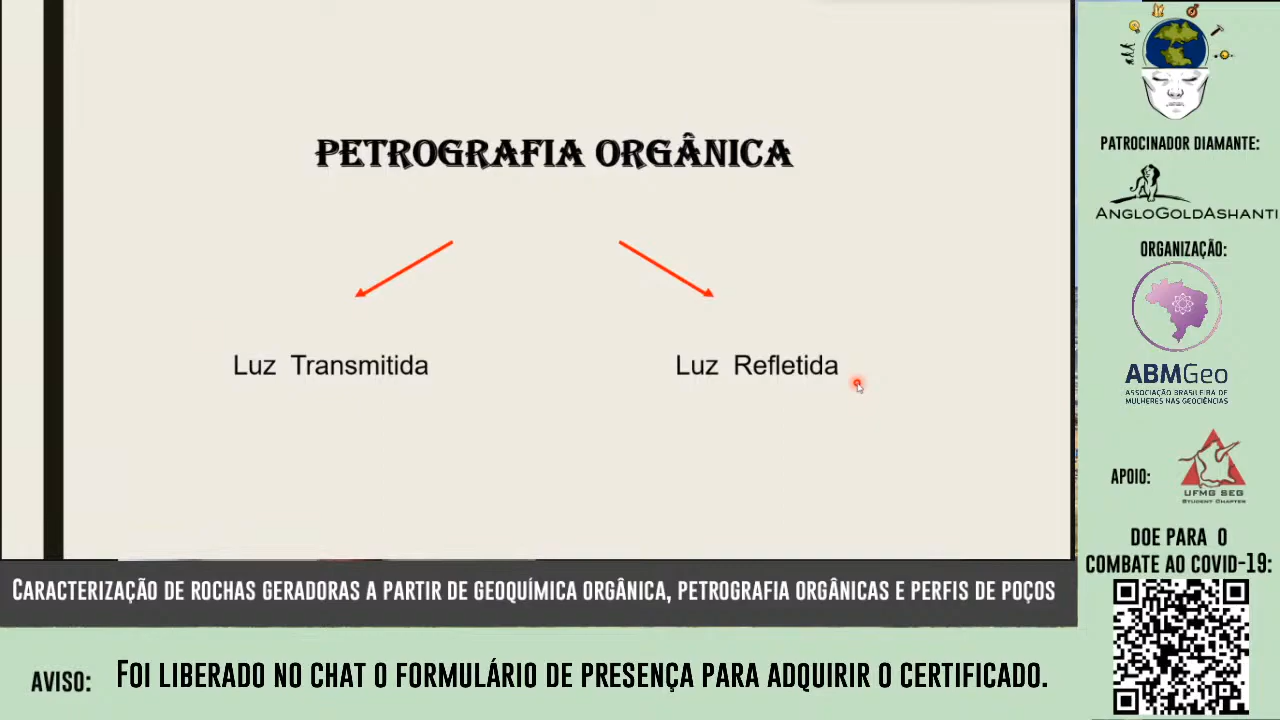 PETROGRAFIA ORGÂNICA
Luz Transmitida
Luz Refletida
CARACTERIZAÇÃO DE ROCHAS GERADORAS A PARTIR DE GEOQUÍMICA ORGÂNICA, PETROGRAFIA ORGÂNICAS E PERFIS DE POÇOS
AVISO: FOI LIBERADO NO CHAT O FORMULÁRIO DE PRESENÇA PARA ADQUIRIR O CERTIFICADO.
PATROCINADOR DIAMANTE:
ANGLOGOLDASHANTI
ORGANIZAÇÃO:
ABMGeo
ASSOCIAÇÃO BRASILEIRA DE
MULHERES NAS GEOCIÊNCIAS
APOIO:
UFMG SEG
STUDENT CHAPTER
DOE PARA O
COMBATE AO COVID-19: